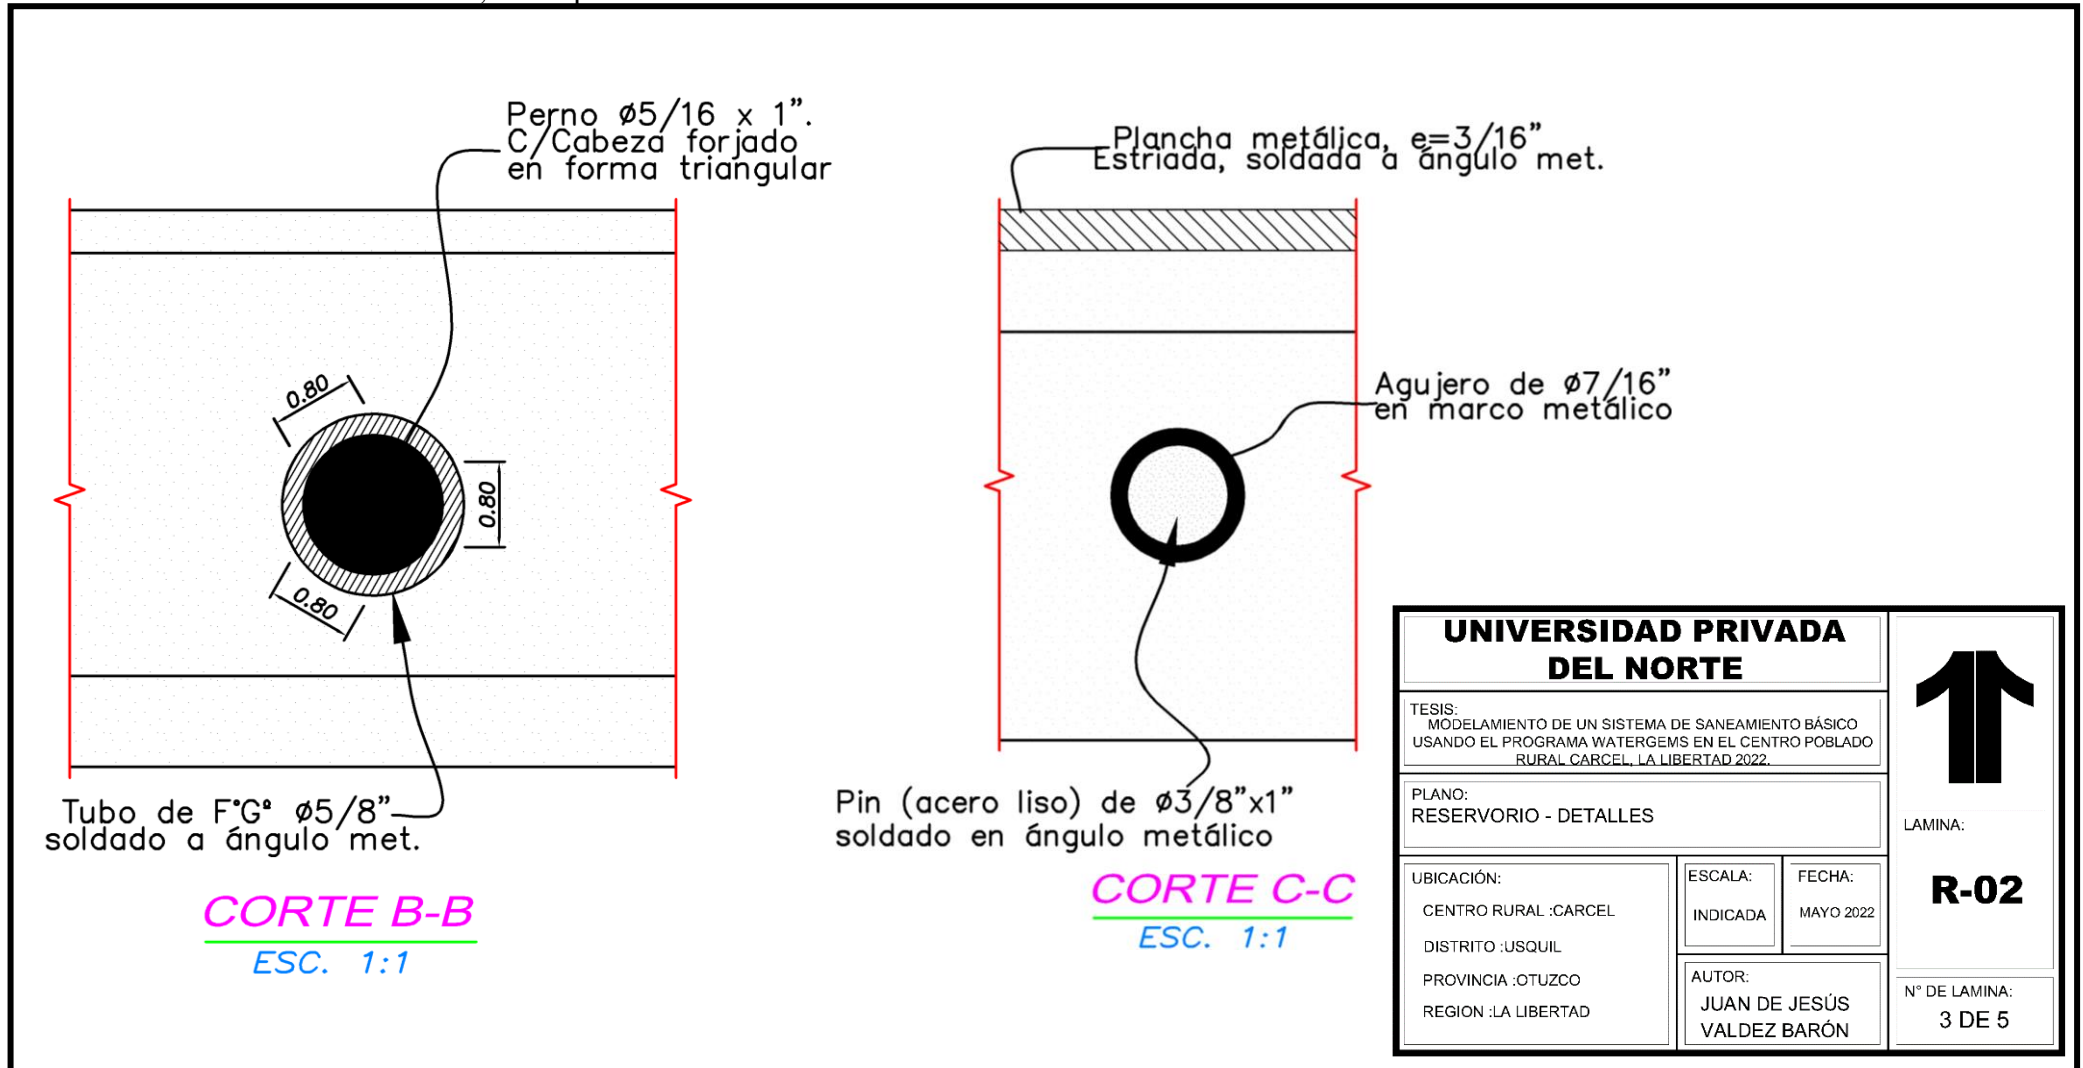 Perno ø5/16 x 1”.
C/Cabeza forjado
en forma triangular
0.80
0.80
0.80
Tubo de F°Gª ø5/8”
soldado a ángulo met.
CORTE B-B
ESC. 1:1
Plancha metálica, e=3/16”
Estriada, soldada a ángulo met.
Agujero de ø7/16”
en marco metálico
Pin (acero liso) de ø3/8”x1”
soldado en ángulo metálico
CORTE C-C
ESC. 1:1
UNIVERSIDAD PRIVADA
DEL NORTE
TESIS:
MODELAMIENTO DE UN SISTEMA DE SANEAMIENTO BÁSICO
USANDO EL PROGRAMA WATERGEMS EN EL CENTRO POBLADO
RURAL CARCEL, LA LIBERTAD 2022.
PLANO:
RESERVORIO - DETALLES
UBICACIÓN:
CENTRO RURAL :CARCEL
DISTRITO :USQUIL
PROVINCIA :OTUZCO
REGION :LA LIBERTAD
ESCALA:
INDICADA
FECHA:
MAYO 2022
AUTOR:
JUAN DE JESÚS
VALDEZ BARÓN
LAMINA:
R-02
N° DE LAMINA:
3 DE 5